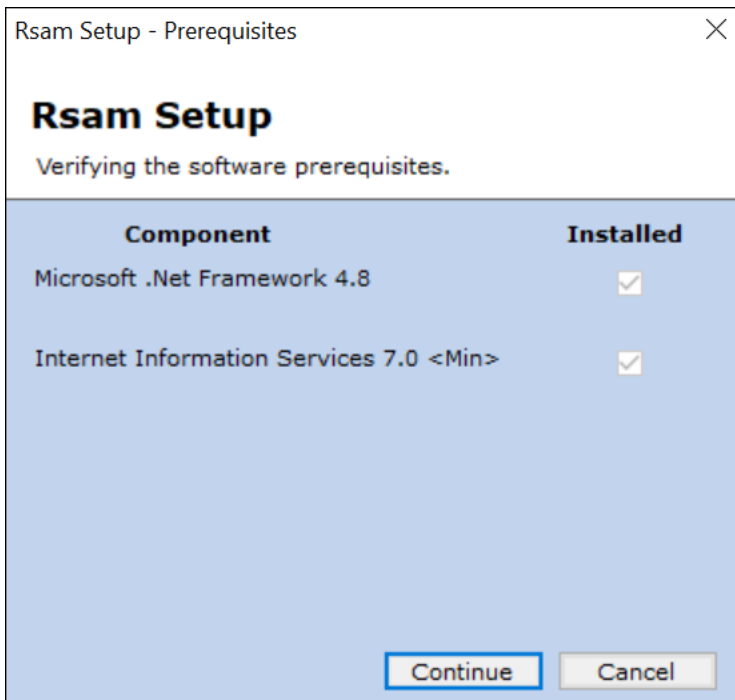 Rsam Setup - Prerequisites
Rsam Setup
Verifying the software prerequisites.
Component Installed
Microsoft .Net Framework 4.8
Internet Information Services 7.0 <Min>
Continue Cancel